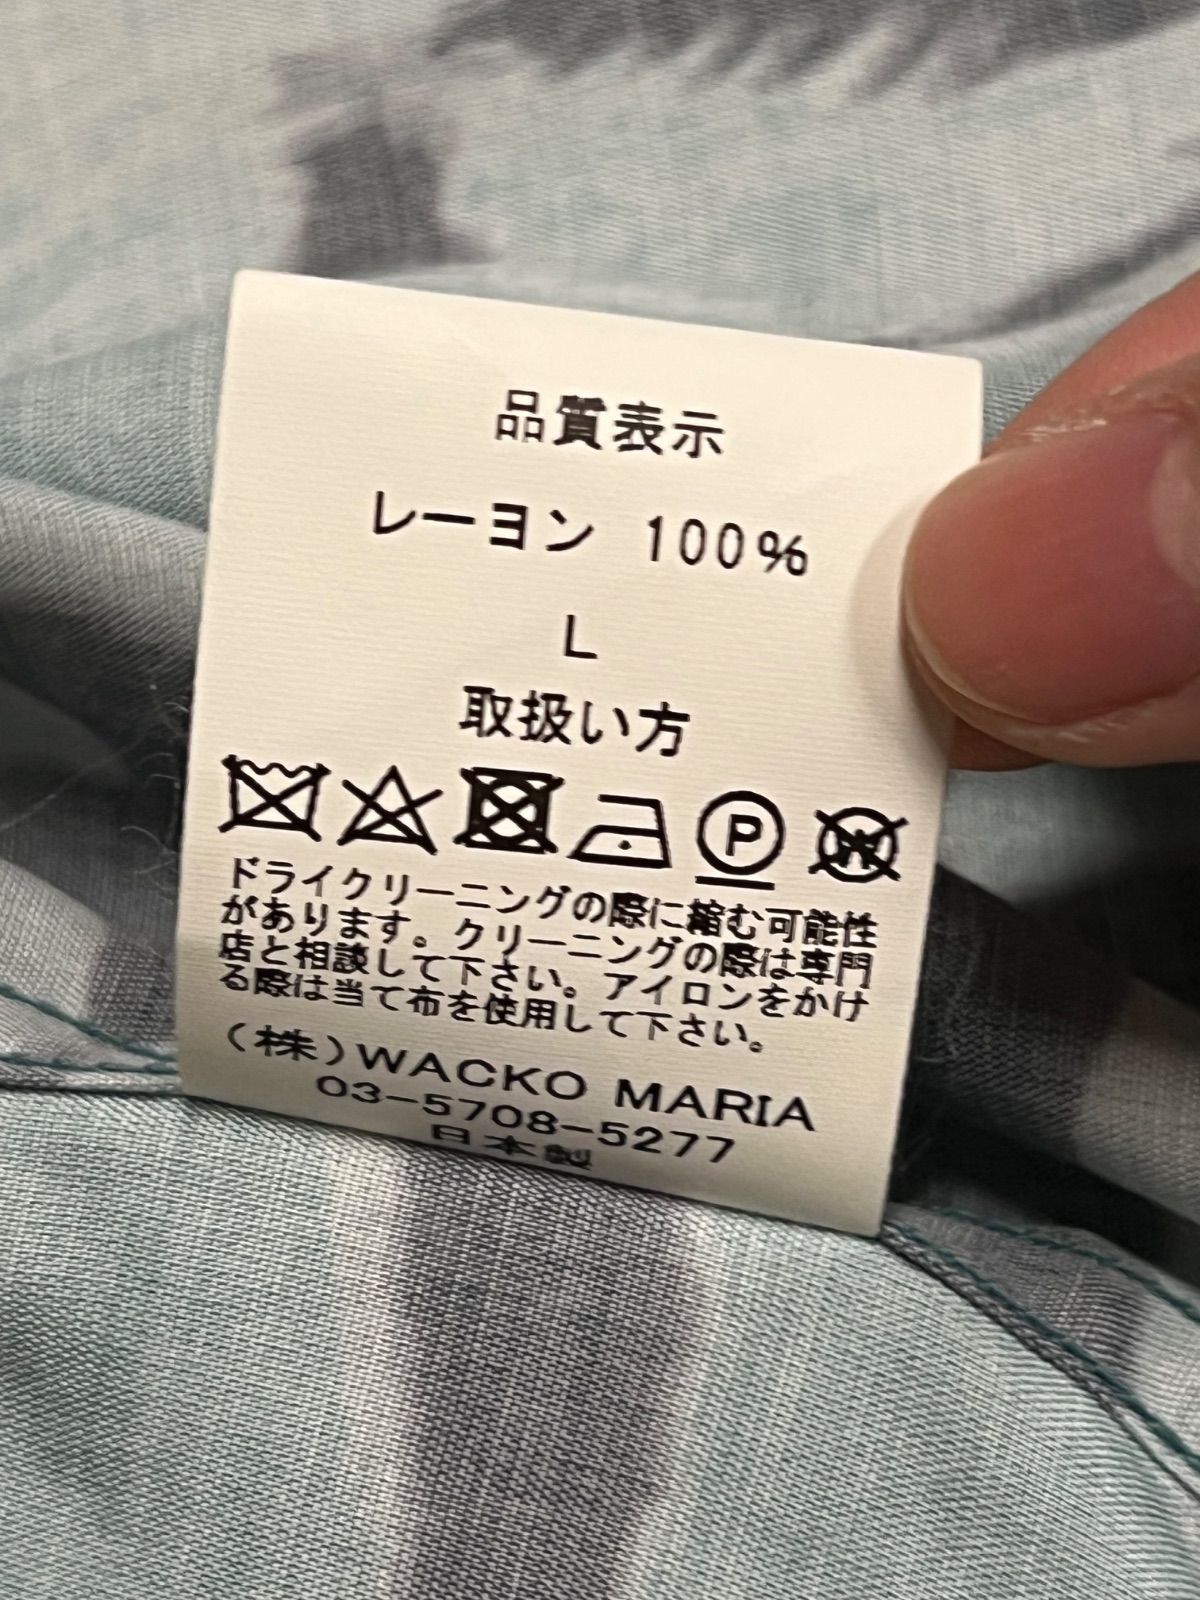 品質表示
レーヨン 100%
L
取扱い方
P
W
ドライクリーニングの際に縮む可能性
があります。クリーニングの際は専門
店と相談して下さい。アイロンをかけ
る際は当て布を使用して下さい。
(株)WACKO MARIA
03-5708-5277
日本製